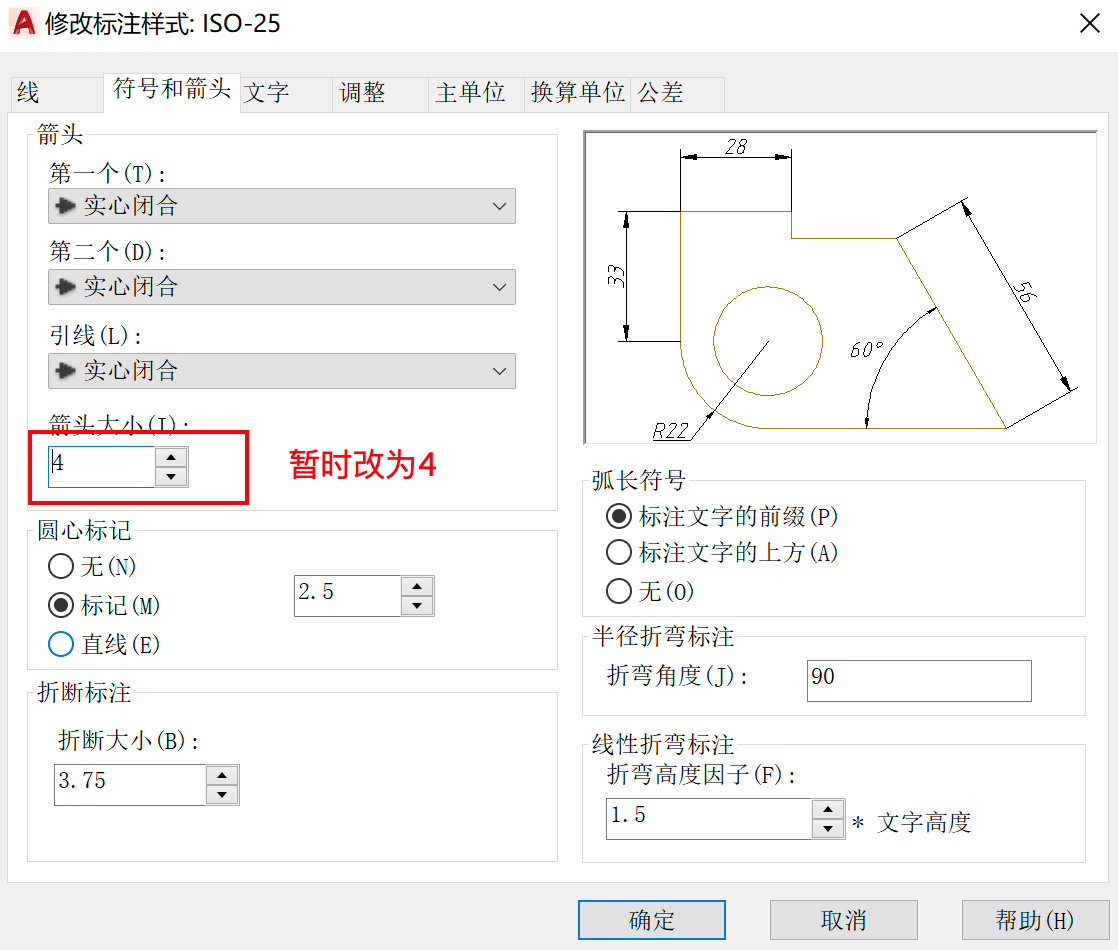 修改标注样式: ISO-25
线 符号和箭头 文字 调整 主单位 换算单位 公差
箭头
第一个(T):
实心闭合
第二个(D):
实心闭合
引线(L):
实心闭合
箭头大小(I):
4
暂时改为4
圆心标记
无(N)
标记(M)
2.5
直线(E)
折断标注
折断大小(B):
3.75
28
33
56
60°
R22
弧长符号
标注文字的前缀(P)
标注文字的上方(A)
无(O)
半径折弯标注
折弯角度(J):
90
线性折弯标注
折弯高度因子(F):
1.5
* 文字高度
确定 取消 帮助(H)